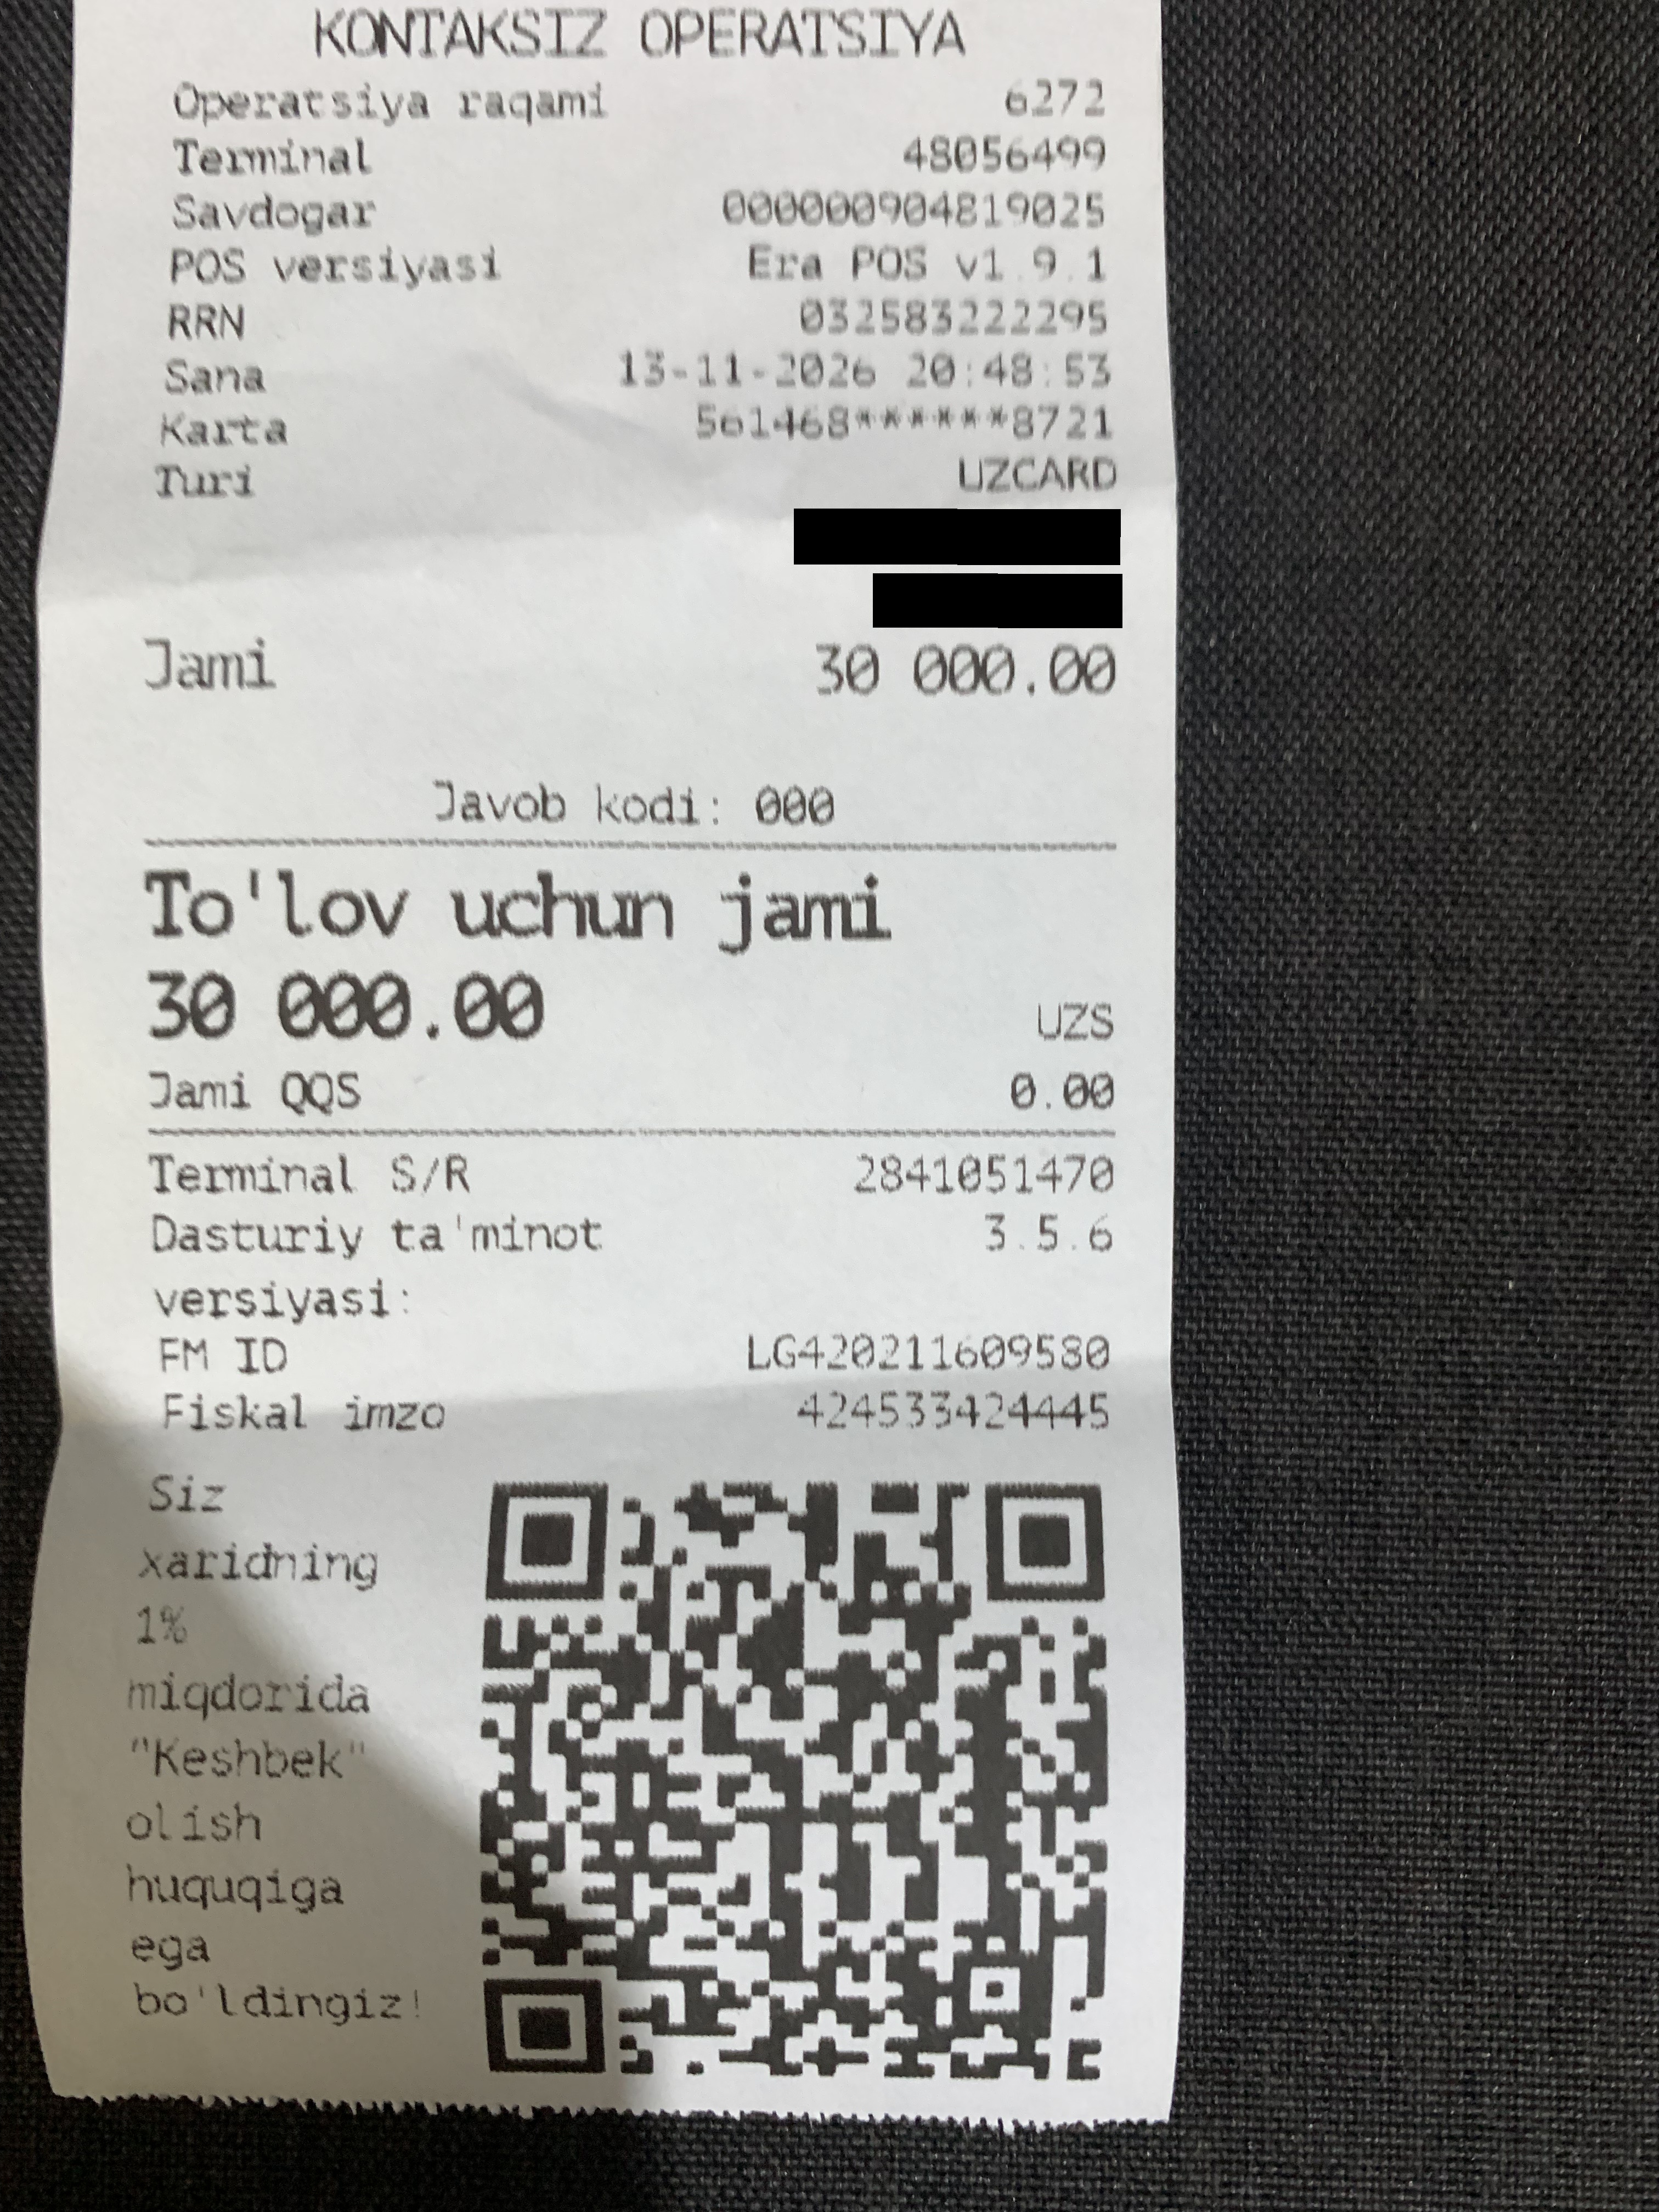 KONTAKSIZ OPERATSIYA
Operatsiya raqami 6272
Terminal 48056499
Savdogar 000000904819025
POS versiyasi Era POS v1.9.1
RRN 032583222295
Sana 13-11-2026 20:48:53
Karta 561468******8721
Turi UZCARD
Jami 30 000.00
Javob kodi: 000
To'lov uchun jami
30 000.00 UZS
Jami QQS 0.00
Terminal S/R 2841051470
Dasturiy ta'minot 3.5.6
versiyasi:
FM ID LG420211609580
Fiskal imzo 424533424445
Siz
xaridning
1%
miqdorida
"Keshbek"
olish
huquqiga
ega
bo'ldingiz!